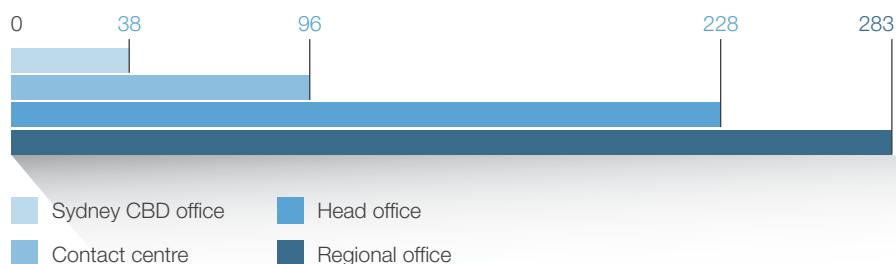 0 38 96 228 283
Sydney CBD office Head office
Contact centre Regional office